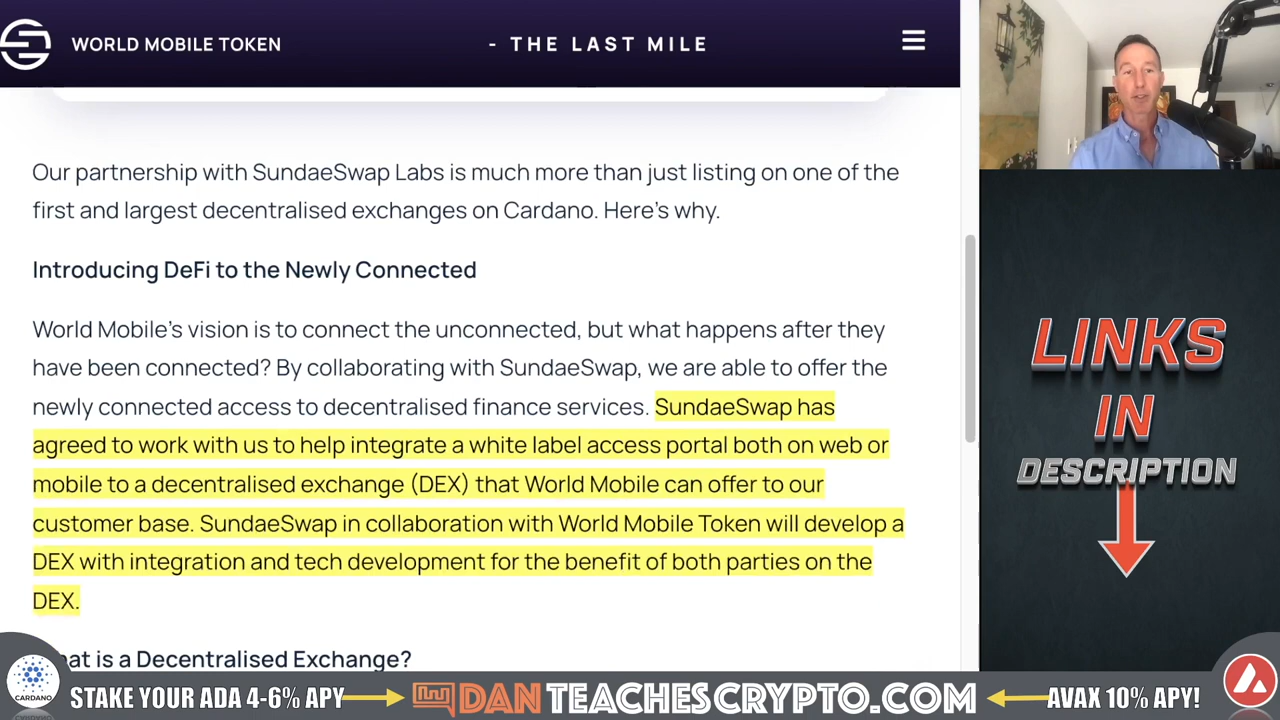 WORLD MOBILE TOKEN
- THE LAST MILE
Our partnership with SundaeSwap Labs is much more than just listing on one of the
first and largest decentralised exchanges on Cardano. Here's why.
Introducing DeFi to the Newly Connected
World Mobile's vision is to connect the unconnected, but what happens after they
have been connected? By collaborating with SundaeSwap, we are able to offer the
newly connected access to decentralised finance services. SundaeSwap has
agreed to work with us to help integrate a white label access portal both on web or
mobile to a decentralised exchange (DEX) that World Mobile can offer to our
customer base. SundaeSwap in collaboration with World Mobile Token will develop a
DEX with integration and tech development for the benefit of both parties on the
DEX.
at is a Decentralised Exchange?
LINKS
IN
DESCRIPTION
CARDANO
STAKE YOUR ADA 4-6% APY
DANTEACHESCRYPTO.COM
AVAX 10% APY!